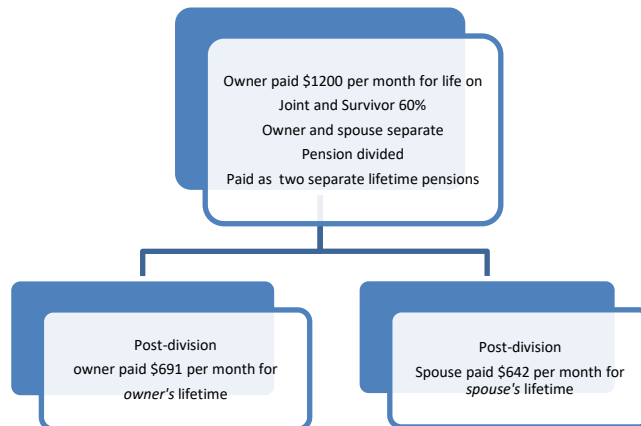 Owner paid $1200 per month for life on
Joint and Survivor 60%
Owner and spouse separate
Pension divided
Paid as two separate lifetime pensions
Post-division
owner paid $691 per month for
owner's lifetime
Post-division
Spouse paid $642 per month for
spouse's lifetime